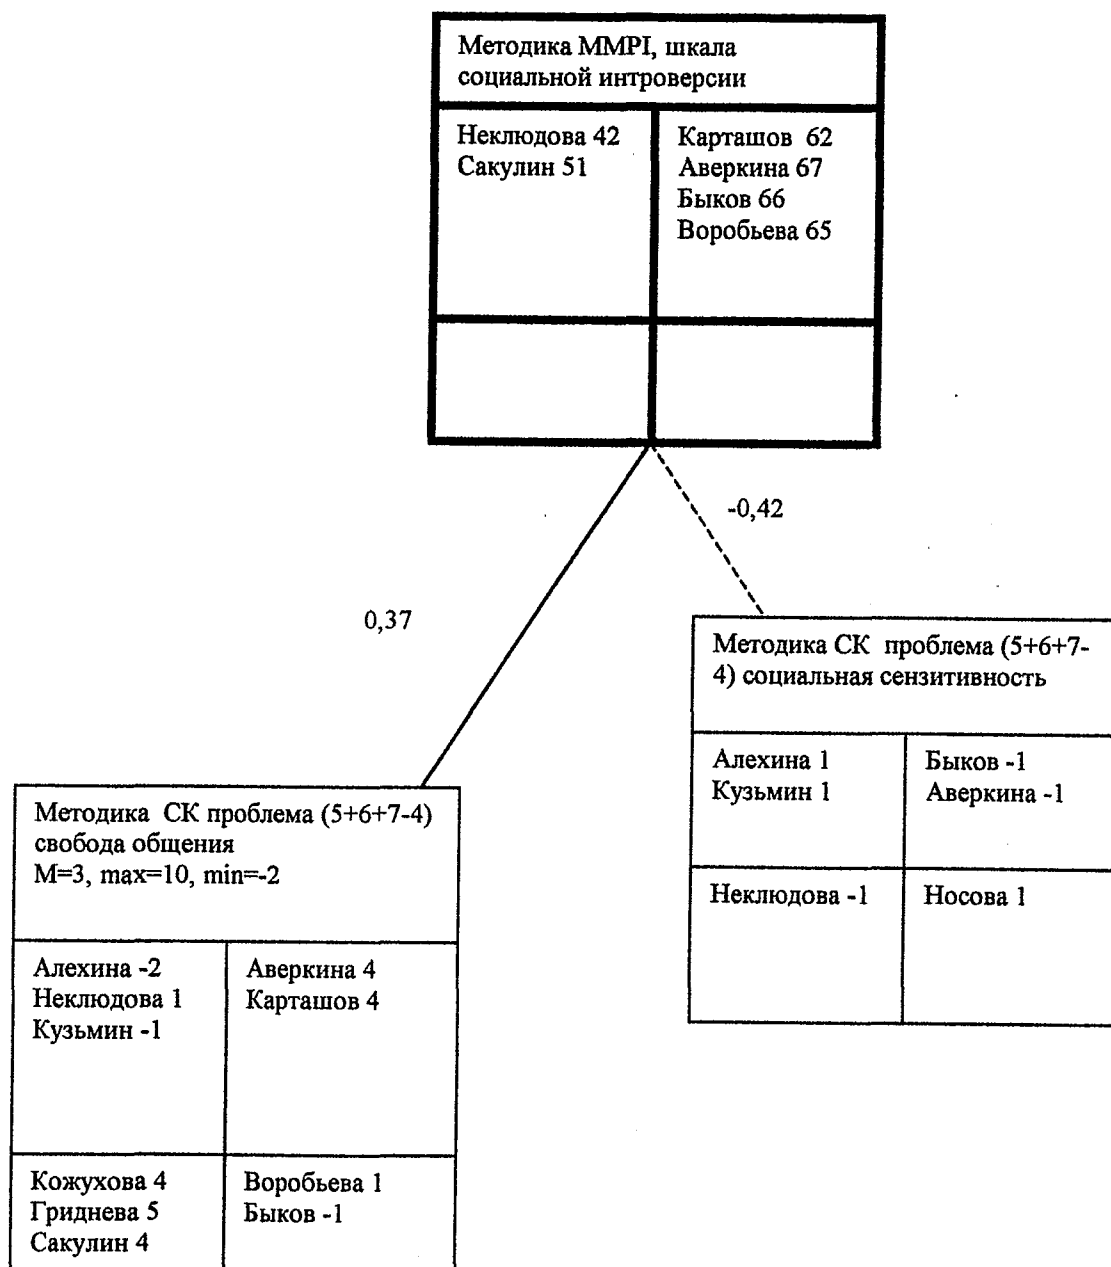 Методика MMPI, шкала
социальной интроверсии
Неклюдова 42
Сакулин 51
Карташов 62
Аверкина 67
Быков 66
Воробьева 65
-0,42
0,37
Методика СК проблема (5+6+7-
4) социальная сензитивность
Алехина 1
Кузьмин 1
Быков -1
Аверкина -1
Неклюдова -1
Носова 1
Методика СК проблема (5+6+7-4)
свобода общения
М=3, max=10, min=-2
Алехина -2
Неклюдова 1
Кузьмин -1
Аверкина 4
Карташов 4
Кожухова 4
Гриднева 5
Сакулин 4
Воробьева 1
Быков -1